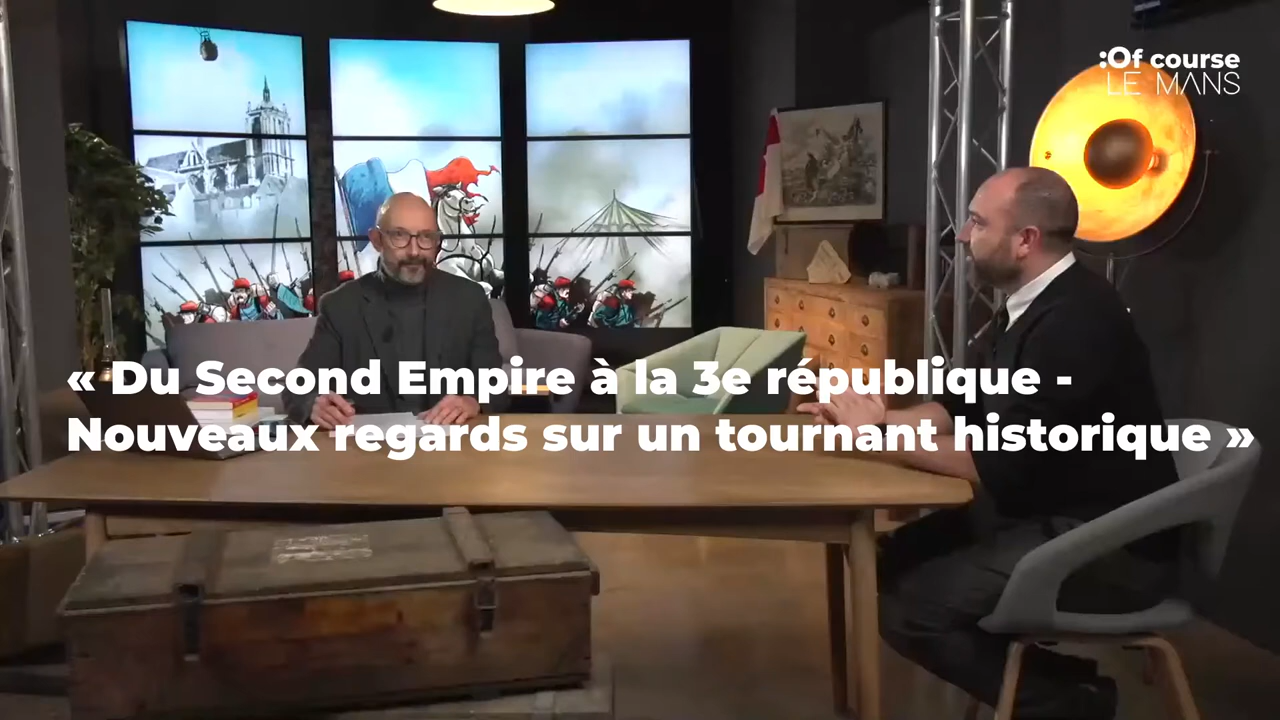 :Of course
LE MANS
« Du Second Empire à la 3e république -
Nouveaux regards sur un tournant historique »